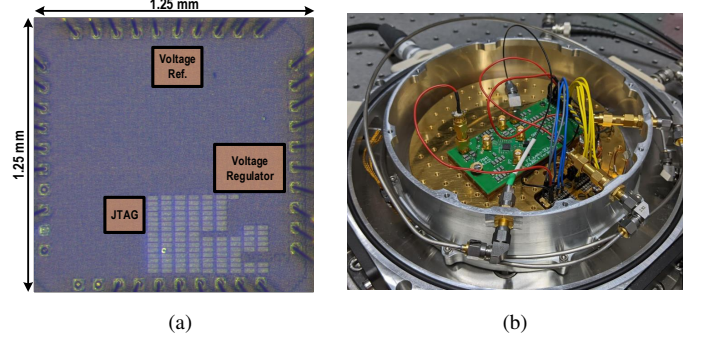 1.25 mm
1.25 mm
Voltage
Ref.
Voltage
Regulator
JTAG
(a)
(b)